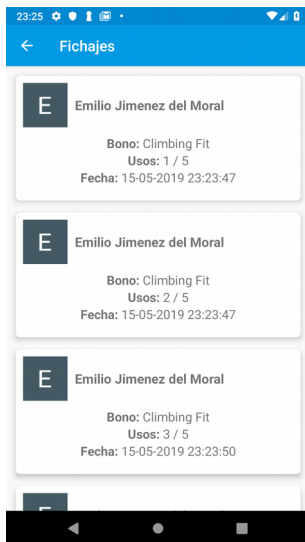 23:25
Fichajes
E
Emilio Jimenez del Moral
Bono: Climbing Fit
Usos: 1 / 5
Fecha: 15-05-2019 23:23:47
E
Emilio Jimenez del Moral
Bono: Climbing Fit
Usos: 2 / 5
Fecha: 15-05-2019 23:23:47
E
Emilio Jimenez del Moral
Bono: Climbing Fit
Usos: 3 / 5
Fecha: 15-05-2019 23:23:50